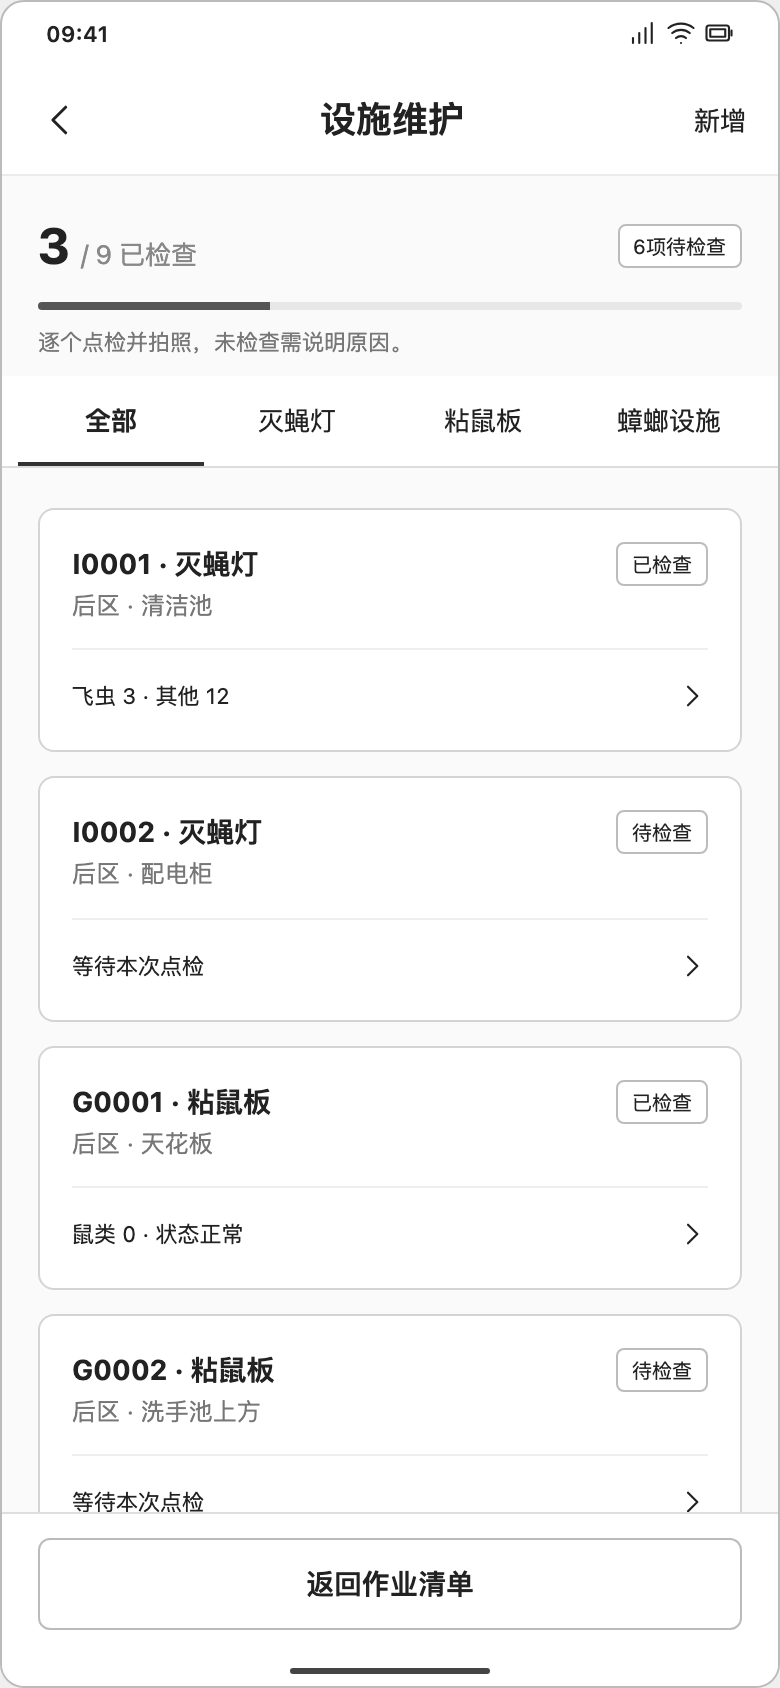 09:41
设施维护
新增
3 / 9 已检查
6项待检查
逐个点检并拍照，未检查需说明原因。
全部
灭蝇灯
粘鼠板
蟑螂设施
I0001 · 灭蝇灯
已检查
后区 · 清洁池
飞虫 3 · 其他 12
I0002 · 灭蝇灯
待检查
后区 · 配电柜
等待本次点检
G0001 · 粘鼠板
已检查
后区 · 天花板
鼠类 0 · 状态正常
G0002 · 粘鼠板
待检查
后区 · 洗手池上方
等待本次点检
返回作业清单